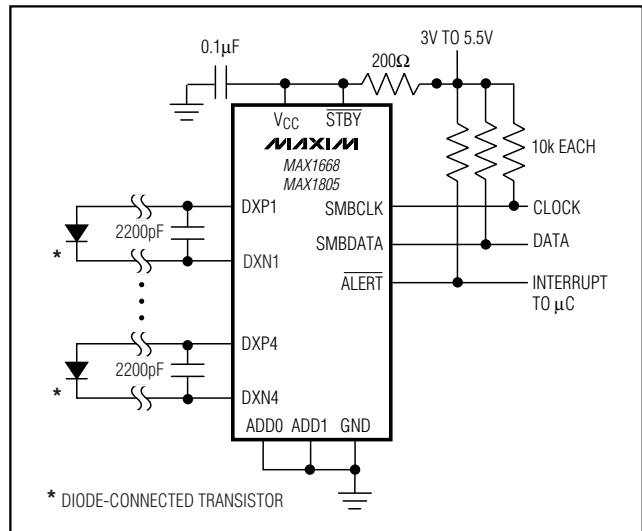 3V TO 5.5V
0.1µF
200Ω
VCC
STBY
MAXIM
MAX1668
MAX1805
10k EACH
DXP1
SMBCLK
CLOCK
2200pF
SMBDATA
DATA
*
DXN1
ALERT
INTERRUPT
TO µC
DXP4
2200pF
*
DXN4
ADD0 ADD1 GND
* DIODE-CONNECTED TRANSISTOR